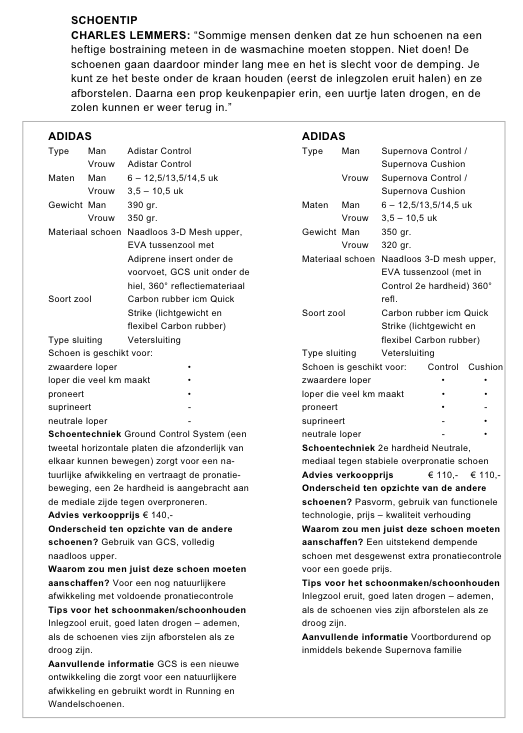 SCHOENTIP
CHARLES LEMMERS: “Sommige mensen denken dat ze hun schoenen na een
heftige bostraining meteen in de wasmachine moeten stoppen. Niet doen! De
schoenen gaan daardoor minder lang mee en het is slecht voor de demping. Je
kunt ze het beste onder de kraan houden (eerst de inlegzolen eruit halen) en ze
afborstelen. Daarna een prop keukenpapier erin, een uurtje laten drogen, en de
zolen kunnen er weer terug in.”
ADIDAS
Type Man Adistar Control
Vrouw Adistar Control
Maten Man 6 – 12,5/13,5/14,5 uk
Vrouw 3,5 – 10,5 uk
Gewicht Man 390 gr.
Vrouw 350 gr.
Materiaal schoen Naadloos 3-D Mesh upper,
EVA tussenzool met
Adiprene insert onder de
voorvoet, GCS unit onder de
hiel, 360° reflectiemateriaal
Soort zool Carbon rubber icm Quick
Strike (lichtgewicht en
flexibel Carbon rubber)
Type sluiting Vetersluiting
Schoen is geschikt voor:
zwaardere loper •
loper die veel km maakt •
proneert •
suprineert -
neutrale loper -
Schoentechniek Ground Control System (een
tweetal horizontale platen die afzonderlijk van
elkaar kunnen bewegen) zorgt voor een na-
tuurlijke afwikkeling en vertraagt de pronatie-
beweging, een 2e hardheid is aangebracht aan
de mediale zijde tegen overproneren.
Advies verkoopprijs € 140,-
Onderscheid ten opzichte van de andere
schoenen? Gebruik van GCS, volledig
naadloos upper.
Waarom zou men juist deze schoen moeten
aanschaffen? Voor een nog natuurlijkere
afwikkeling met voldoende pronatiecontrole
Tips voor het schoonmaken/schoonhouden
Inlegzool eruit, goed laten drogen – ademen,
als de schoenen vies zijn afborstelen als ze
droog zijn.
Aanvullende informatie GCS is een nieuwe
ontwikkeling die zorgt voor een natuurlijkere
afwikkeling en gebruikt wordt in Running en
Wandelschoenen.
ADIDAS
Type Man Supernova Control /
Supernova Cushion
Vrouw Supernova Control /
Supernova Cushion
Maten Man 6 – 12,5/13,5/14,5 uk
Vrouw 3,5 – 10,5 uk
Gewicht Man 350 gr.
Vrouw 320 gr.
Materiaal schoen Naadloos 3-D mesh upper,
EVA tussenzool (met in
Control 2e hardheid) 360°
refl.
Soort zool Carbon rubber icm Quick
Strike (lichtgewicht en
flexibel Carbon rubber)
Type sluiting Vetersluiting
Schoen is geschikt voor: Control Cushion
zwaardere loper • •
loper die veel km maakt • •
proneert • -
suprineert - •
neutrale loper - •
Schoentechniek 2e hardheid Neutrale,
mediaal tegen stabiele overpronatie schoen
Advies verkoopprijs € 110,- € 110,-
Onderscheid ten opzichte van de andere
schoenen? Pasvorm, gebruik van functionele
technologie, prijs – kwaliteit verhouding
Waarom zou men juist deze schoen moeten
aanschaffen? Een uitstekend dempende
schoen met desgewenst extra pronatiecontrole
voor een goede prijs.
Tips voor het schoonmaken/schoonhouden
Inlegzool eruit, goed laten drogen – ademen,
als de schoenen vies zijn afborstelen als ze
droog zijn.
Aanvullende informatie Voortbordurend op
inmiddels bekende Supernova familie